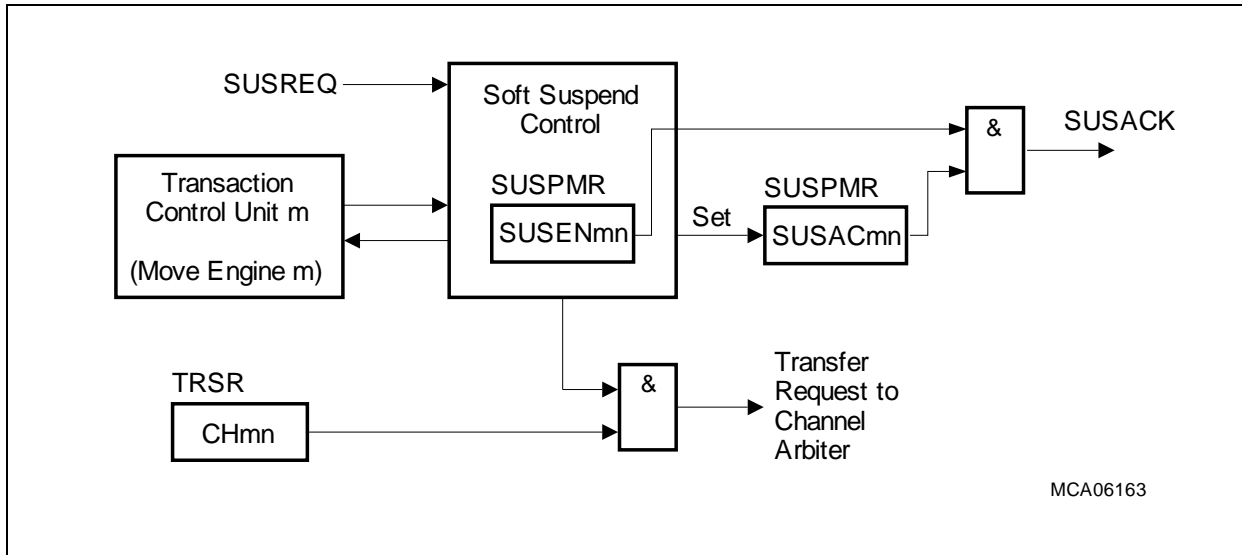 SUSREQ
Soft Suspend
Control
&
SUSACK
Transaction
Control Unit m
(Move Engine m)
SUSPMR
SUSENmn
Set
SUSPMR
SUSACmn
TRSR
CHmn
&
Transfer
Request to
Channel
Arbiter
MCA06163